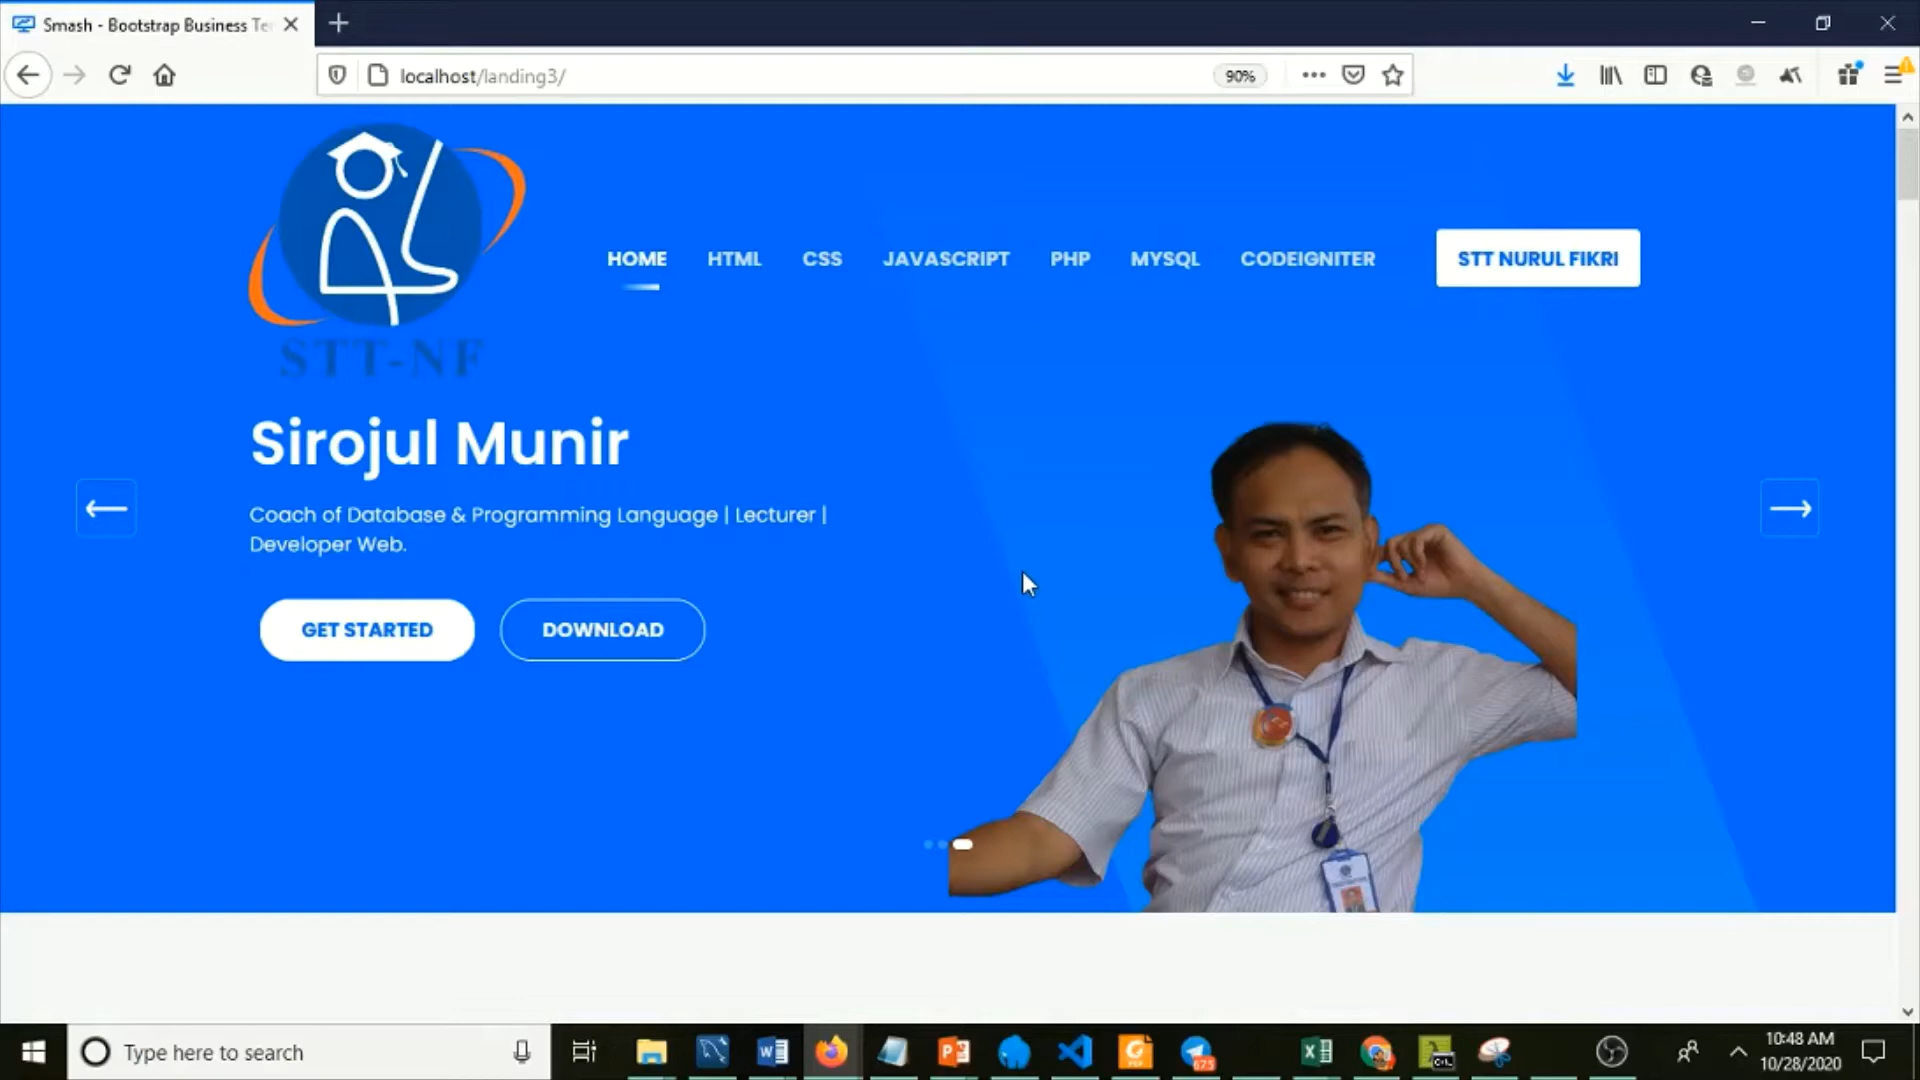 Smash - Bootstrap Business Te
localhost/landing3/
90%
STT-NF
HOME
HTML
CSS
JAVASCRIPT
PHP
MYSQL
CODEIGNITER
STT NURUL FIKRI
Sirojul Munir
Coach of Database & Programming Language | Lecturer |
Developer Web.
GET STARTED
DOWNLOAD
Type here to search
675
10:48 AM
10/28/2020